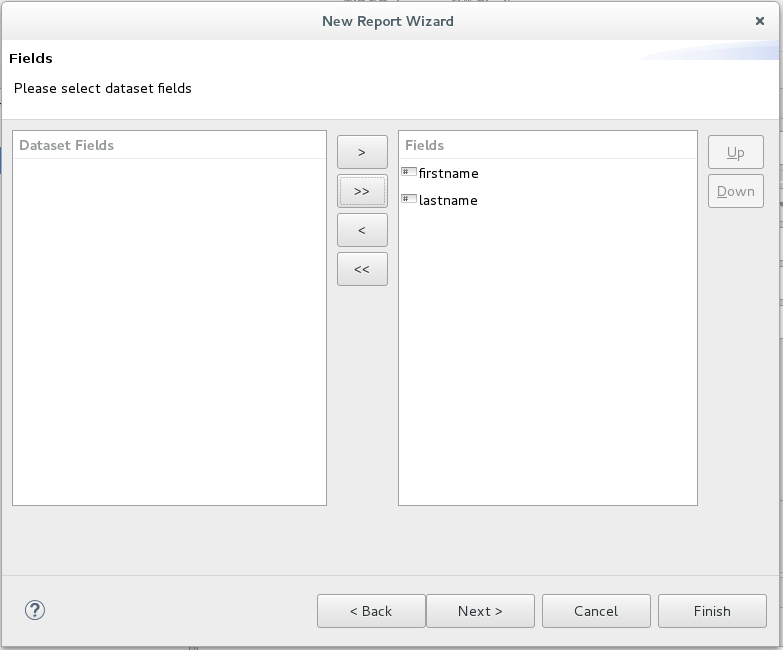 New Report Wizard ×
Fields
Please select dataset fields
Dataset Fields
>
>>
<
<<
Fields
# firstname
# lastname
Up
Down
?
< Back
Next >
Cancel
Finish